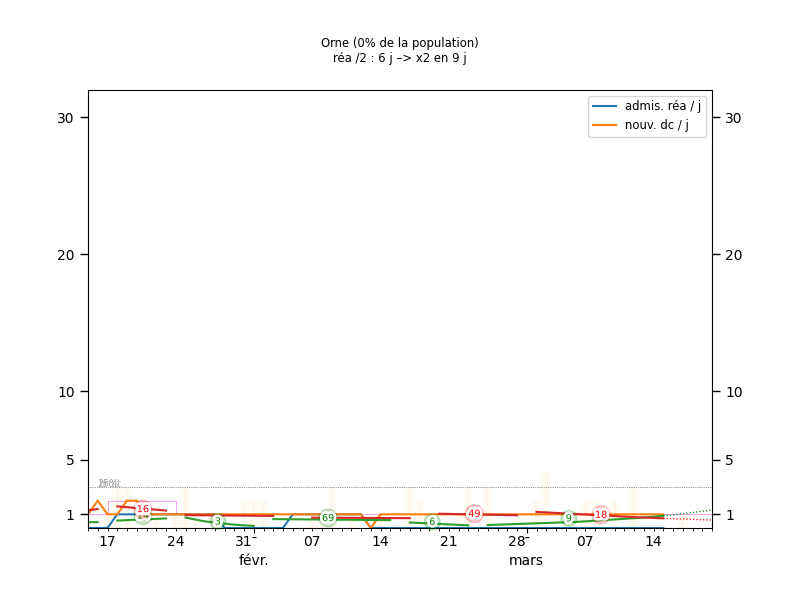 Orne (0% de la population)
réa /2 : 6 j –> x2 en 9 j
admis. réa / j
nouv. dc / j
30 30
20 20
10 10
5 5
1 1
16
3
69
6
49
9
18
17 24 31 07 14 21 28 07 14
févr. mars